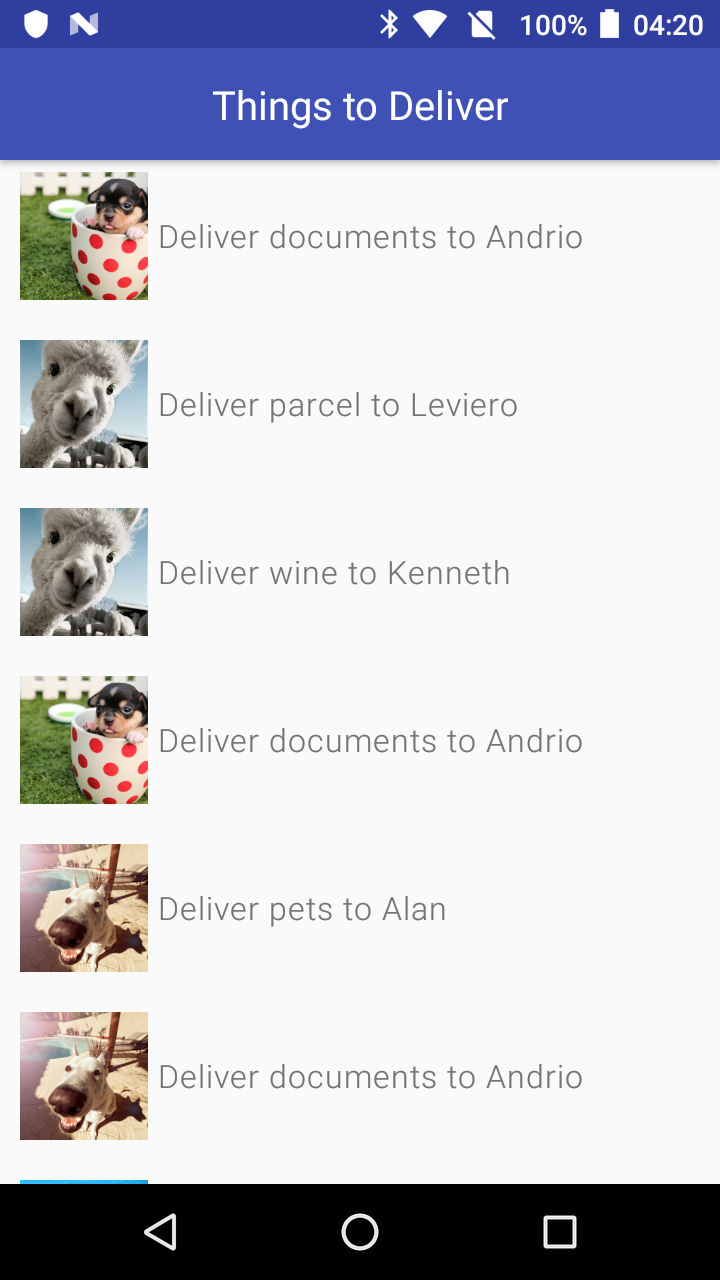 100% 04:20
Things to Deliver
Deliver documents to Andrio
Deliver parcel to Leviero
Deliver wine to Kenneth
Deliver documents to Andrio
Deliver pets to Alan
Deliver documents to Andrio